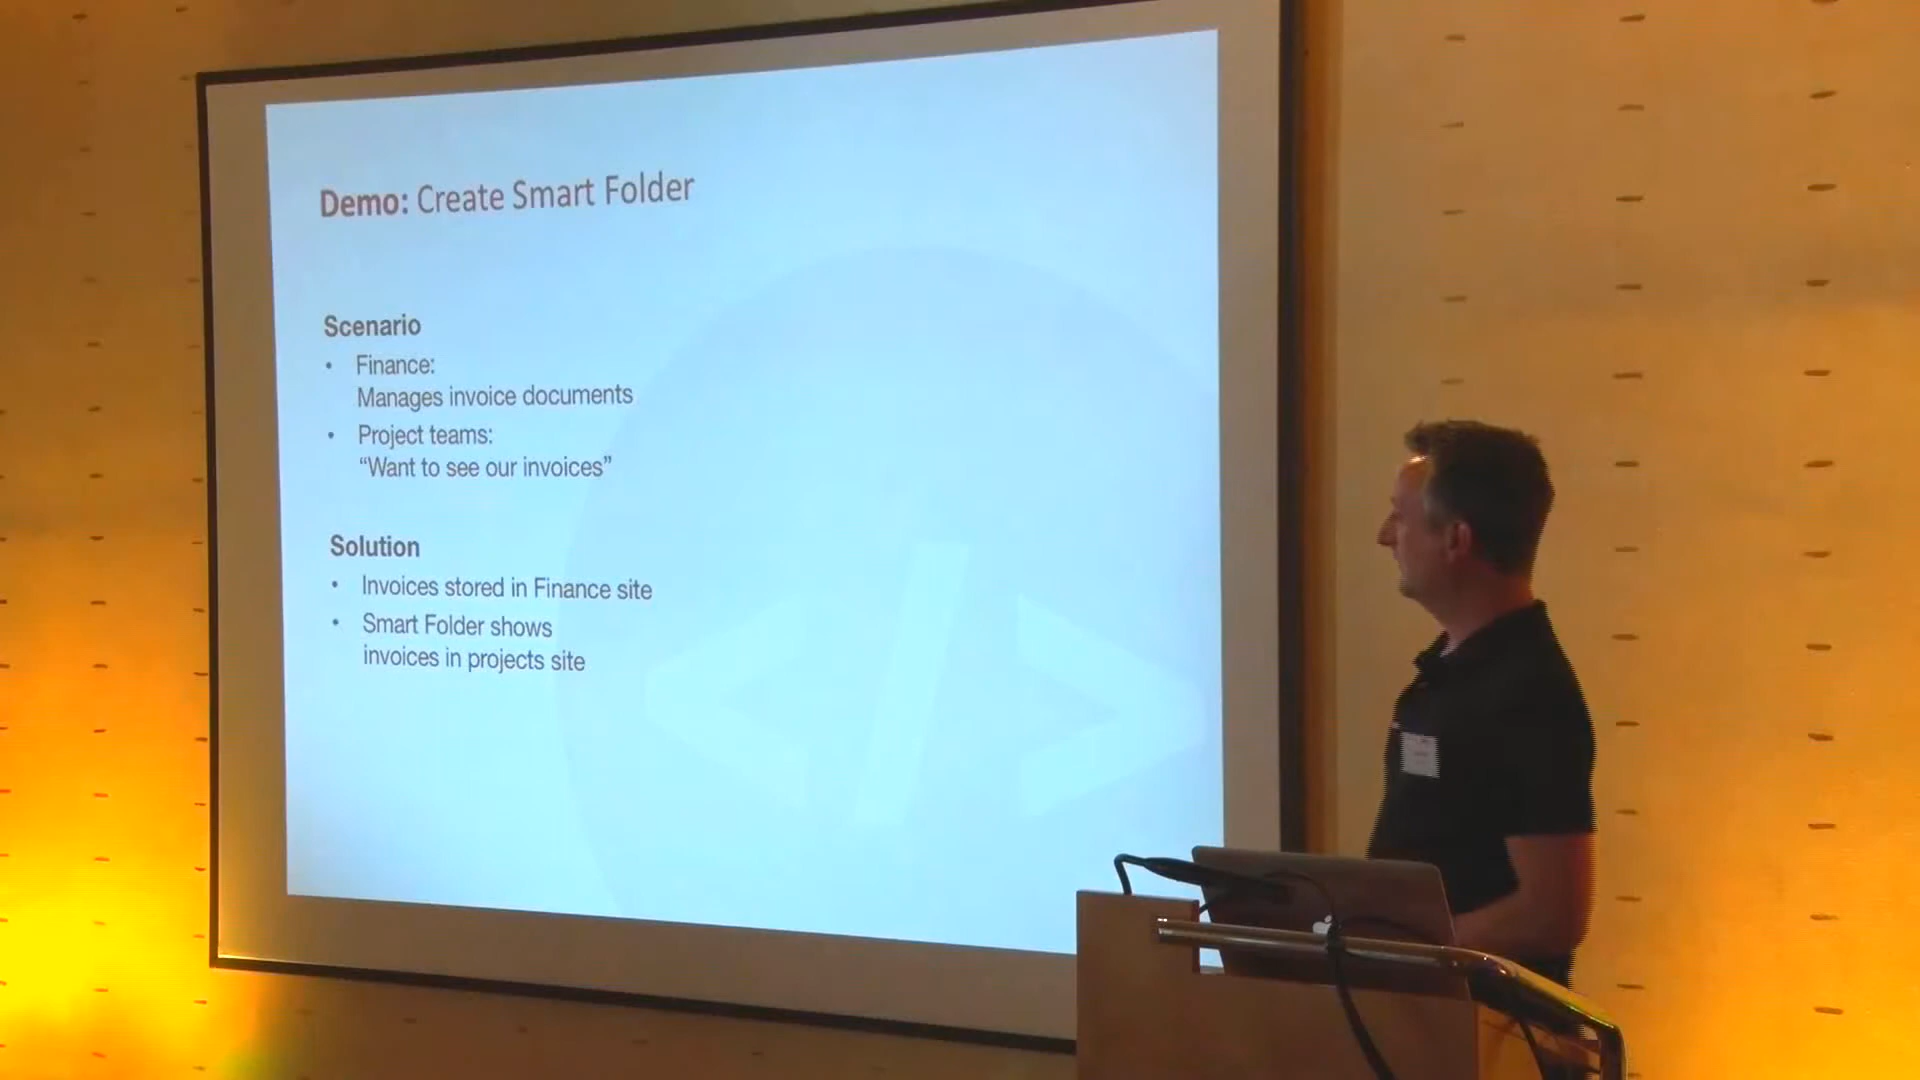 Demo: Create Smart Folder
Scenario
• Finance:
Manages invoice documents
• Project teams:
“Want to see our invoices”
Solution
• Invoices stored in Finance site
• Smart Folder shows
invoices in projects site